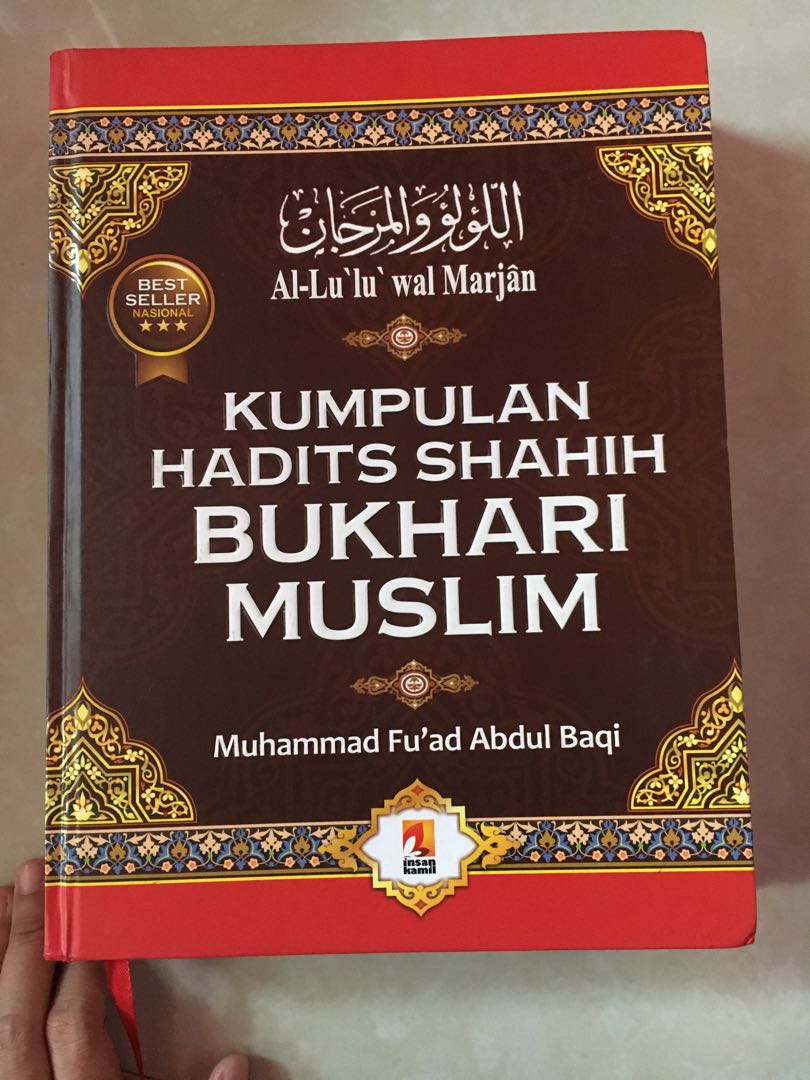 اللؤلؤ والمرجان
Al-Lu`lu` wal Marjân
BEST
SELLER
NASIONAL
KUMPULAN
HADITS SHAHIH
BUKHARI
MUSLIM
Muhammad Fu'ad Abdul Baqi
insan
kamil